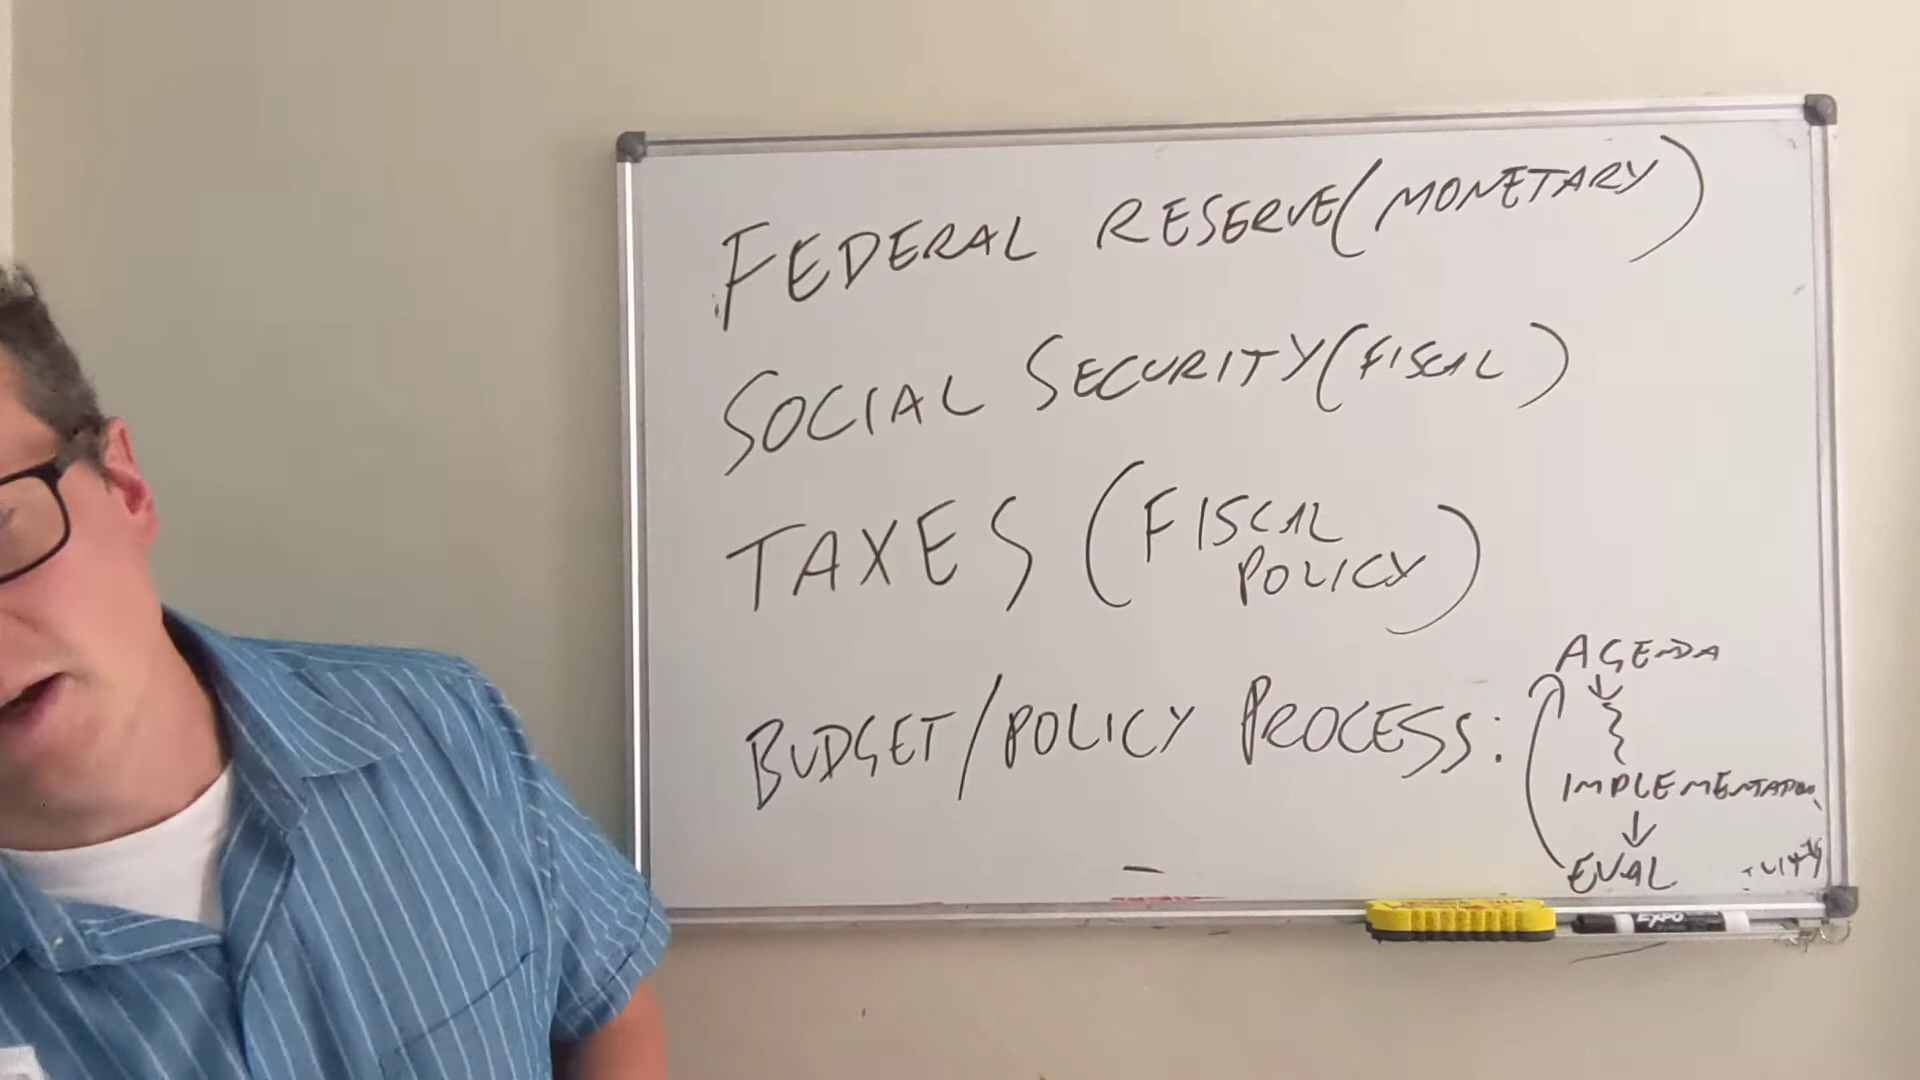 FEDERAL RESERVE (MONETARY)
SOCIAL SECURITY (FISCAL)
TAXES (FISCAL
POLICY)
BUDGET/POLICY PROCESS:
AGENDA
IMPLEMENTATION
EVAL
EXPO